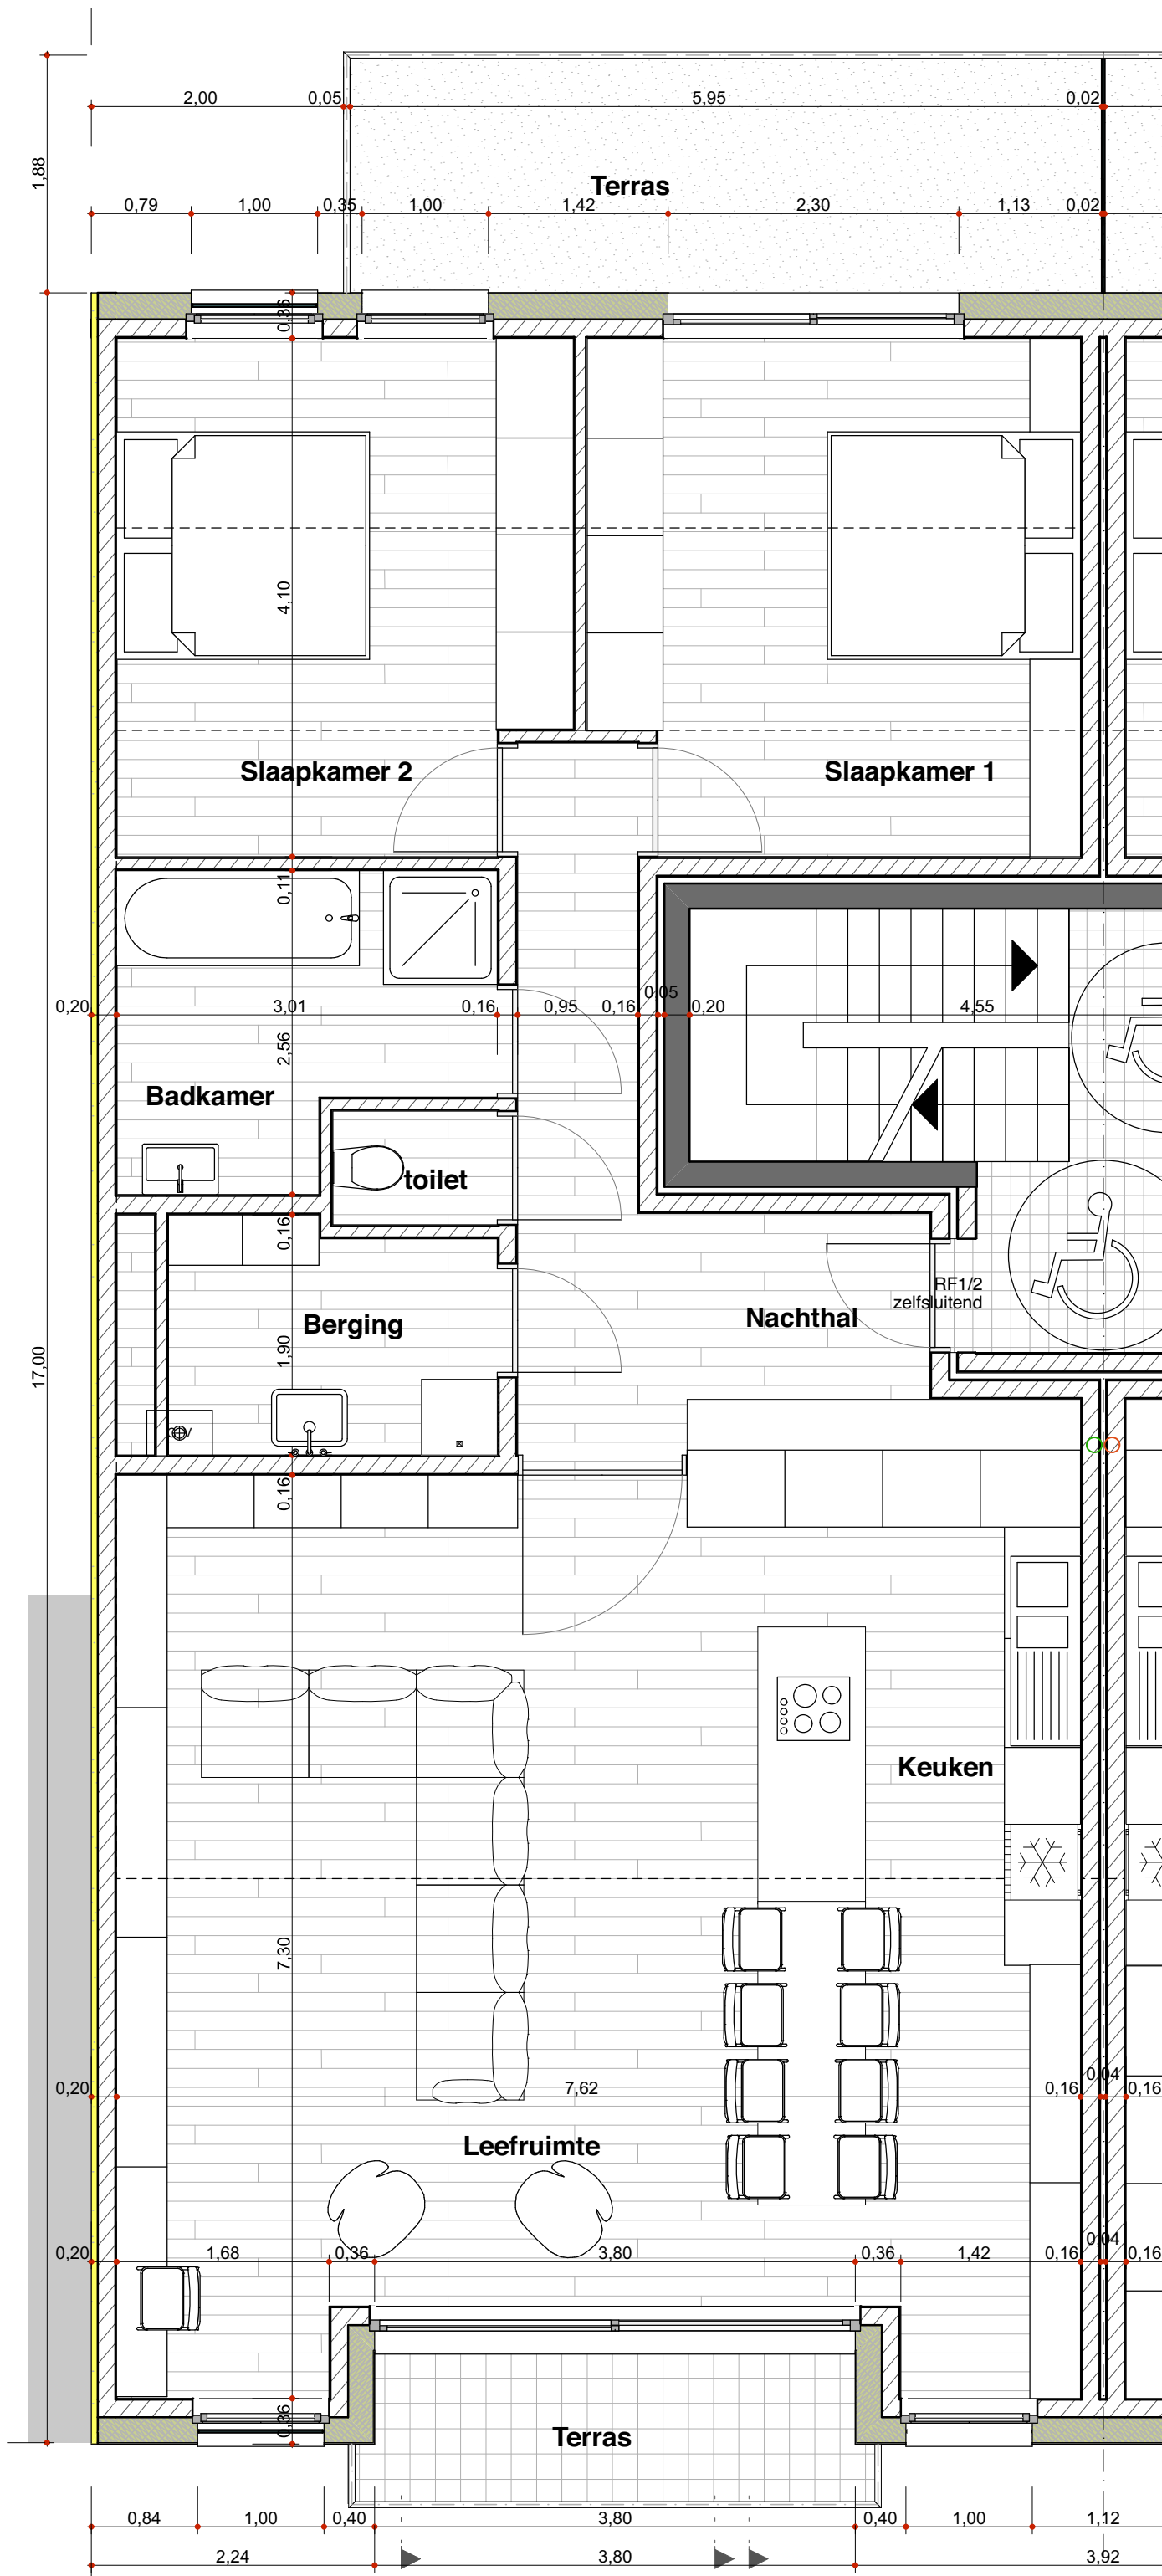 2,00 0,05 5,95 0,02
1,88
Terras
0,79 1,00 0,35 1,00 1,42 2,30 1,13 0,02
0,36
4,10
Slaapkamer 2 Slaapkamer 1
0,11
0,20 3,01 0,16 0,95 0,16 0,05 0,20 4,55
2,56
Badkamer
toilet
0,16
RF1/2
zelfsluitend
Berging Nachthal
1,90
17,00
0,16
Keuken
7,30
0,20 7,62 0,16 0,04 0,16
Leefruimte
0,20 1,68 0,36 3,80 0,36 1,42 0,16 0,04 0,16
0,36
Terras
0,84 1,00 0,40 3,80 0,40 1,00 1,12
2,24 3,80 3,92